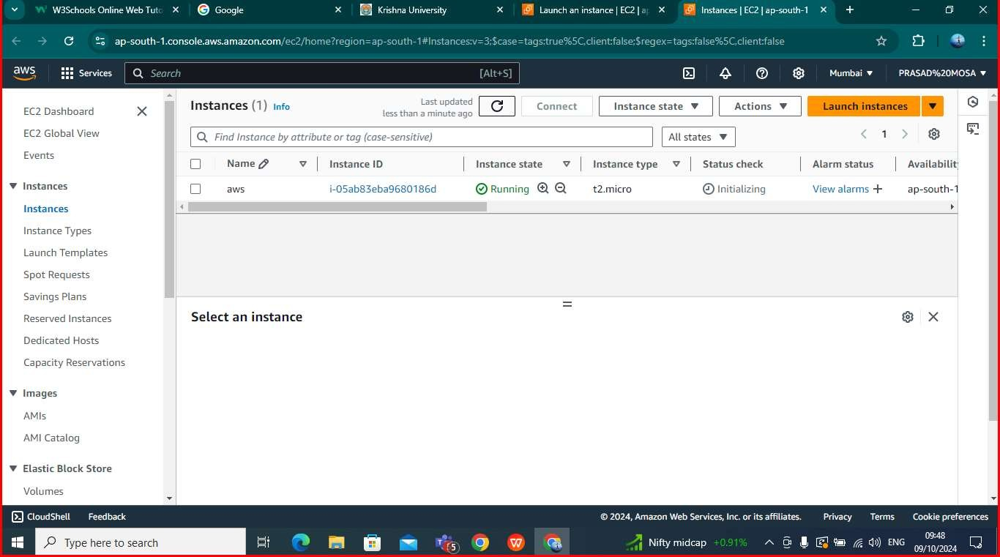 W3Schools Online Web Tuto
Google
Krishna University
Launch an instance | EC2 | ap
Instances | EC2 | ap-south-1
ap-south-1.console.aws.amazon.com/ec2/home?region=ap-south-1#Instances:v=3;$case=tags:true%5C,client:false;$regex=tags:false%5C,client:false
aws
Services
Search
[Alt+S]
Mumbai
PRASAD%20MOSA
EC2 Dashboard
EC2 Global View
Events
Instances
Instances
Instance Types
Launch Templates
Spot Requests
Savings Plans
Reserved Instances
Dedicated Hosts
Capacity Reservations
Images
AMIs
AMI Catalog
Elastic Block Store
Volumes
Instances (1) Info
Last updated
less than a minute ago
Connect
Instance state
Actions
Launch instances
Find Instance by attribute or tag (case-sensitive)
All states
1
Name Instance ID Instance state Instance type Status check Alarm status Availability
aws i-05ab83eba9680186d Running t2.micro Initializing View alarms + ap-south-1
Select an instance
CloudShell Feedback
© 2024, Amazon Web Services, Inc. or its affiliates. Privacy Terms Cookie preferences
Type here to search
5
Nifty midcap +0.91%
ENG
09:48
09/10/2024